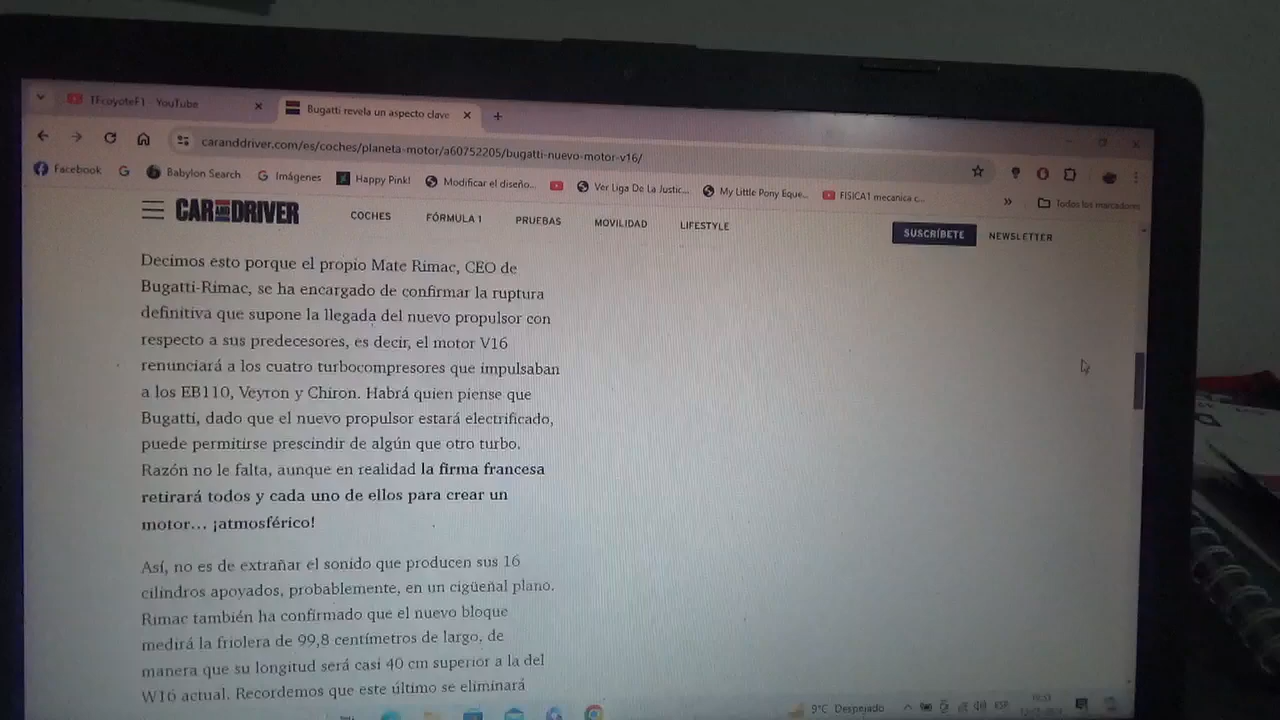 TFcoyoteF1 - YouTube
Bugatti revela un aspecto clave
caranddriver.com/es/coches/planeta-motor/a60752205/bugatti-nuevo-motor-v16/
Facebook
Babylon Search
Imágenes
Happy Pink!
Modificar el diseño...
Ver Liga De La Justic...
My Little Pony Eque...
FISICA1 mecanica c...
Todos los marcadores
CAR AND DRIVER
COCHES
FÓRMULA 1
PRUEBAS
MOVILIDAD
LIFESTYLE
SUSCRÍBETE
NEWSLETTER
Decimos esto porque el propio Mate Rimac, CEO de
Bugatti-Rimac, se ha encargado de confirmar la ruptura
definitiva que supone la llegada del nuevo propulsor con
respecto a sus predecesores, es decir, el motor V16
renunciará a los cuatro turbocompresores que impulsaban
a los EB110, Veyron y Chiron. Habrá quien piense que
Bugatti, dado que el nuevo propulsor estará electrificado,
puede permitirse prescindir de algún que otro turbo.
Razón no le falta, aunque en realidad la firma francesa
retirará todos y cada uno de ellos para crear un
motor... ¡atmosférico!
Así, no es de extrañar el sonido que producen sus 16
cilindros apoyados, probablemente, en un cigüeñal plano.
Rimac también ha confirmado que el nuevo bloque
medirá la friolera de 99,8 centímetros de largo, de
manera que su longitud será casi 40 cm superior a la del
W16 actual. Recordemos que este último se eliminará
9°C Despejado
ESP